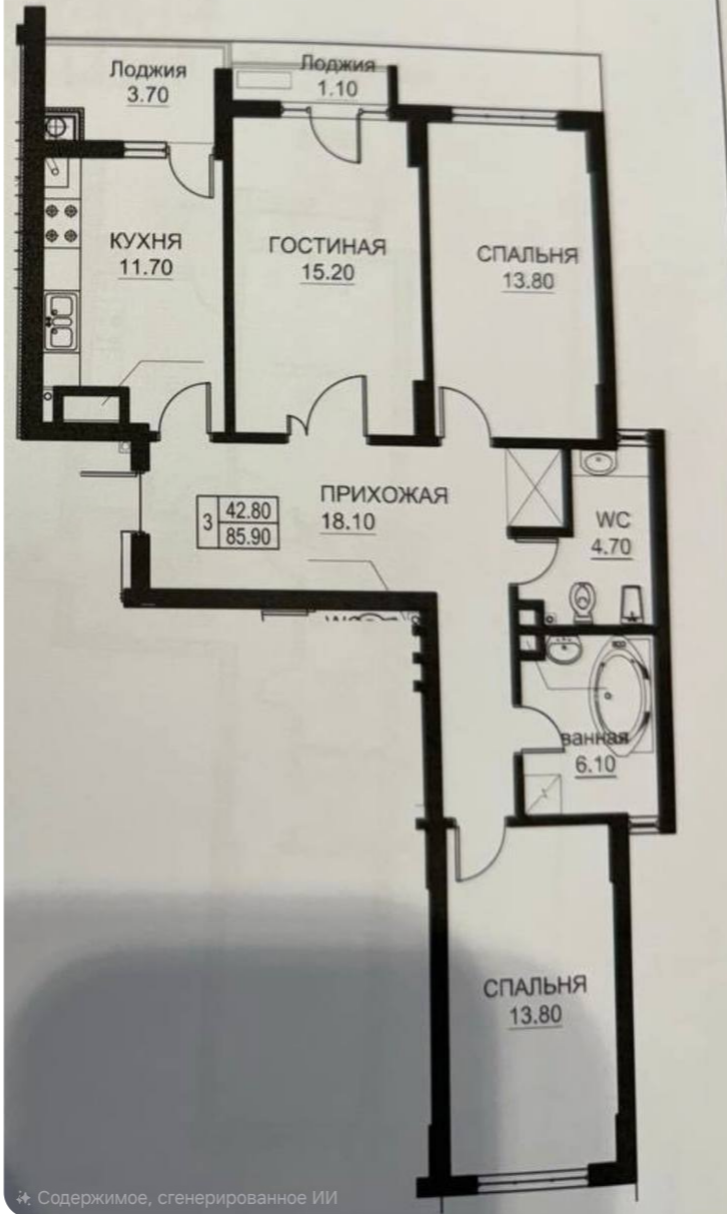 Лоджия
3.70
Лоджия
1.10
КУХНЯ
11.70
ГОСТИНАЯ
15.20
СПАЛЬНЯ
13.80
3
42.80
85.90
ПРИХОЖАЯ
18.10
WC
4.70
ванная
6.10
СПАЛЬНЯ
13.80
Содержимое, сгенерированное ИИ